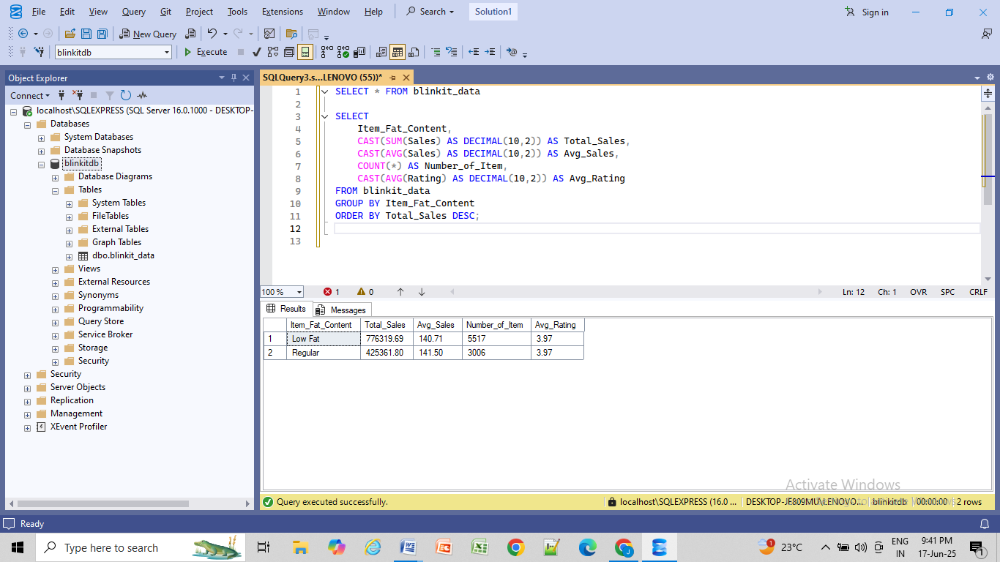 File Edit View Query Git Project Tools Extensions Window Help Search Solution1 Sign in
New Query
blinkitdb Execute
Object Explorer
Connect
localhost\SQLEXPRESS (SQL Server 16.0.1000 - DESKTOP-
Databases
System Databases
Database Snapshots
blinkitdb
Database Diagrams
Tables
System Tables
FileTables
External Tables
Graph Tables
dbo.blinkit_data
Views
External Resources
Synonyms
Programmability
Query Store
Service Broker
Storage
Security
Security
Server Objects
Replication
Management
XEvent Profiler
SQLQuery3.s...LENOVO (55))*
1 SELECT * FROM blinkit_data
2
3 SELECT
4 Item_Fat_Content,
5 CAST(SUM(Sales) AS DECIMAL(10,2)) AS Total_Sales,
6 CAST(AVG(Sales) AS DECIMAL(10,2)) AS Avg_Sales,
7 COUNT(*) AS Number_of_Item,
8 CAST(AVG(Rating) AS DECIMAL(10,2)) AS Avg_Rating
9 FROM blinkit_data
10 GROUP BY Item_Fat_Content
11 ORDER BY Total_Sales DESC;
12
13
100 % 1 0 Ln: 12 Ch: 1 OVR SPC CRLF
Results Messages
Item_Fat_Content Total_Sales Avg_Sales Number_of_Item Avg_Rating
1 Low Fat 776319.69 140.71 5517 3.97
2 Regular 425361.80 141.50 3006 3.97
Activate Windows
Query executed successfully. localhost\SQLEXPRESS (16.0 ... DESKTOP-JE809MU\LENOVO... blinkitdb 00:00:00 2 rows
Ready
Type here to search 1 23°C ENG 9:41 PM
IN 17-Jun-25 1